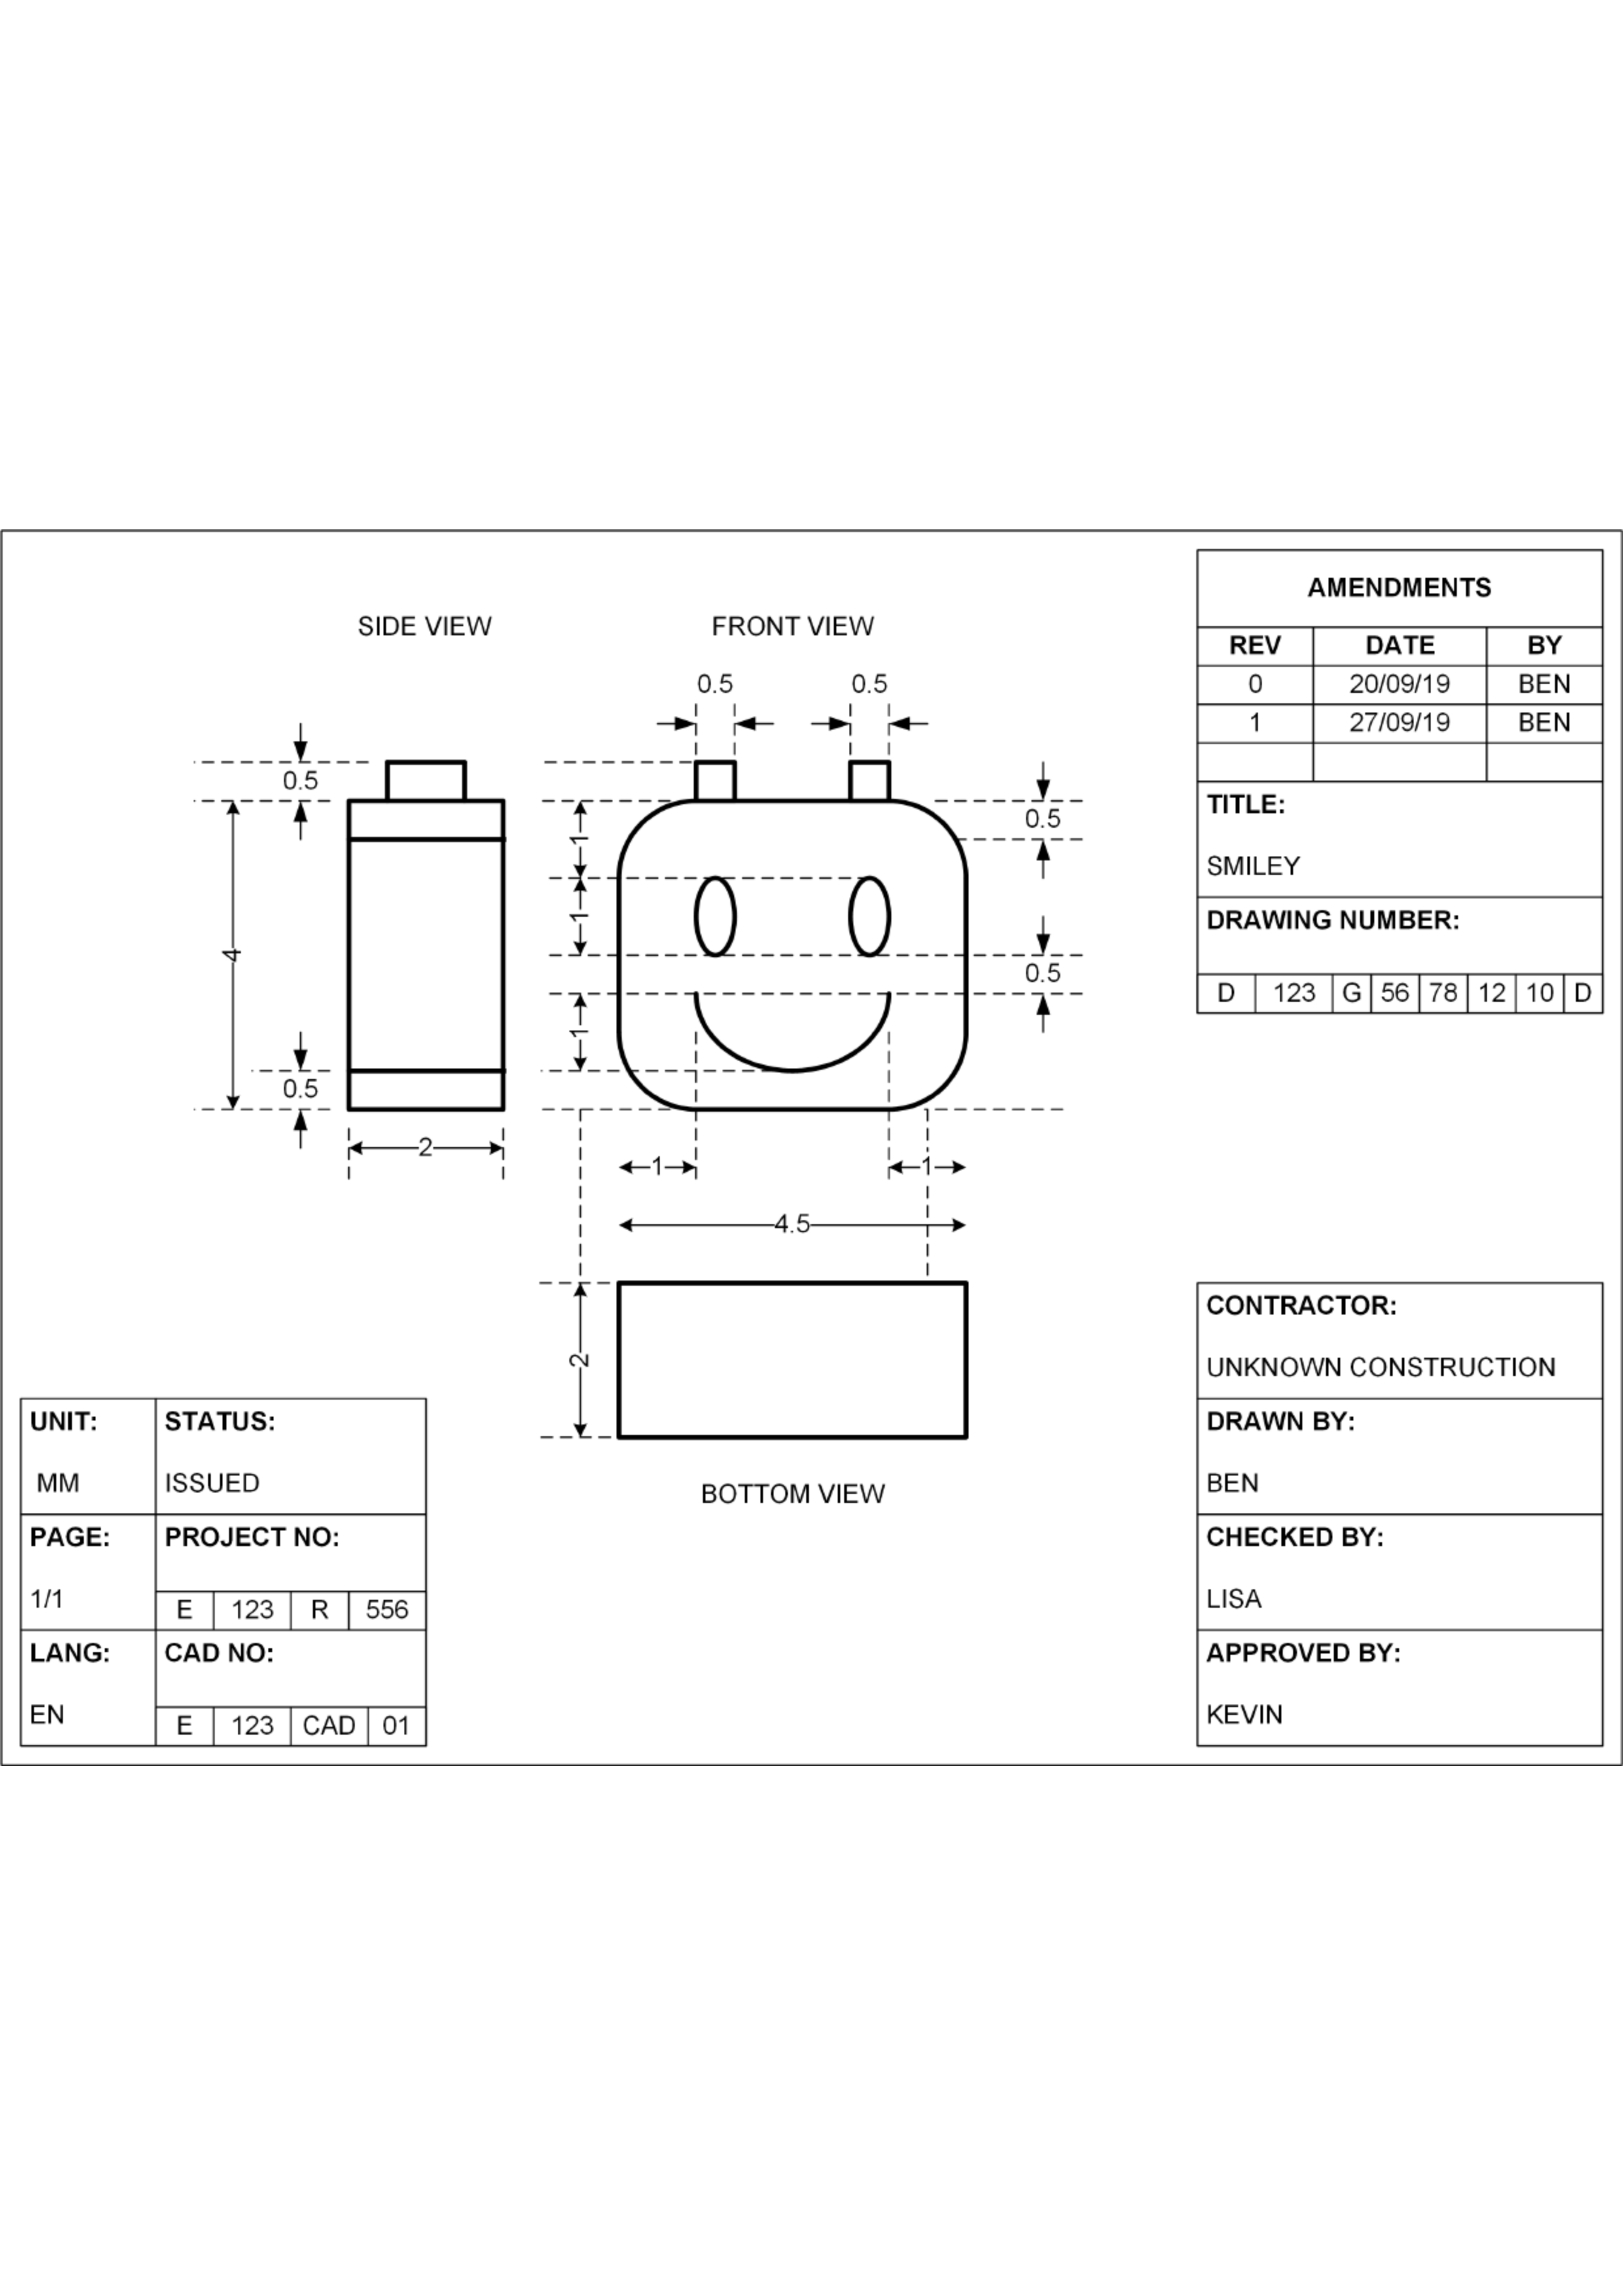 SIDE VIEW
FRONT VIEW
0.5 0.5
0.5
4
0.5
2
1
1
1
0.5
0.5
1 1
4.5
2
BOTTOM VIEW
AMENDMENTS
REV DATE BY
0 20/09/19 BEN
1 27/09/19 BEN
TITLE:
SMILEY
DRAWING NUMBER:
D 123 G 56 78 12 10 D
UNIT:
MM
STATUS:
ISSUED
PAGE:
1/1
PROJECT NO:
E 123 R 556
LANG:
EN
CAD NO:
E 123 CAD 01
CONTRACTOR:
UNKNOWN CONSTRUCTION
DRAWN BY:
BEN
CHECKED BY:
LISA
APPROVED BY:
KEVIN